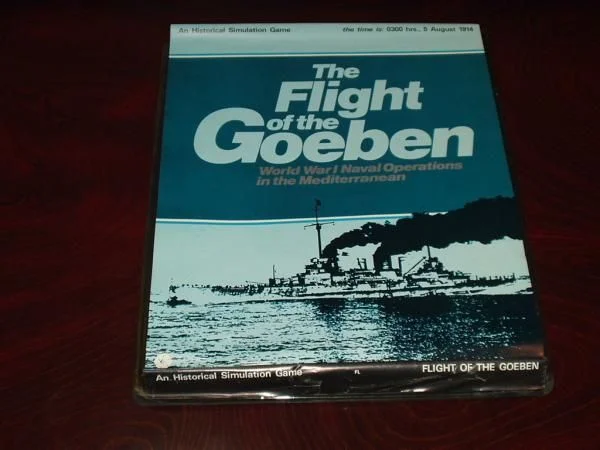 An Historical Simulation Game
the time is: 0300 hrs., 5 August 1914
The
Flight
of the
Goeben
World War I Naval Operations
in the Mediterranean
An Historical Simulation Game
FL
FLIGHT OF THE GOEBEN